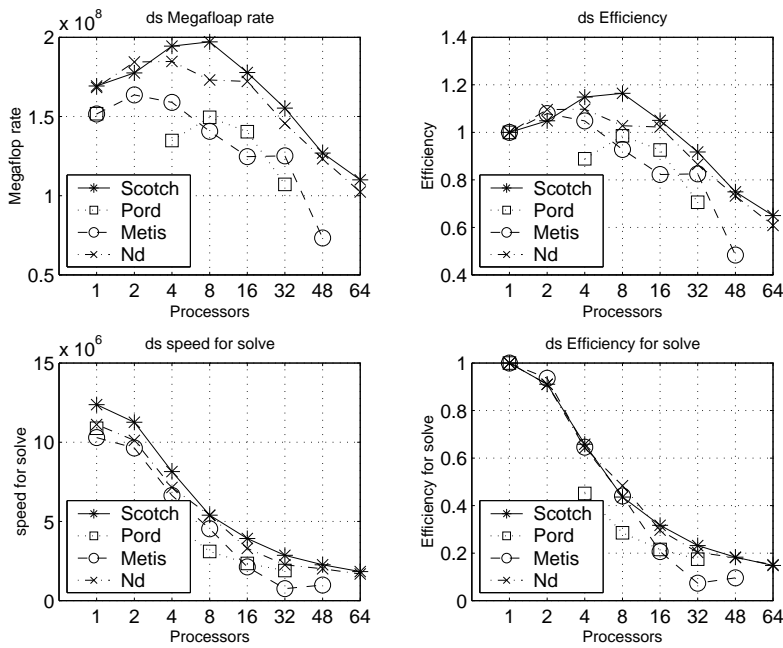 ds Megafloap rate
x 10^8
2
1.5
1
0.5
Megaflop rate
Scotch
Pord
Metis
Nd
1 2 4 8 16 32 48 64
Processors
ds Efficiency
1.4
1.2
1
0.8
0.6
0.4
Efficiency
Scotch
Pord
Metis
Nd
1 2 4 8 16 32 48 64
Processors
ds speed for solve
x 10^6
15
10
5
0
speed for solve
Scotch
Pord
Metis
Nd
1 2 4 8 16 32 48 64
Processors
ds Efficiency for solve
1
0.8
0.6
0.4
0.2
0
Efficiency for solve
Scotch
Pord
Metis
Nd
1 2 4 8 16 32 48 64
Processors